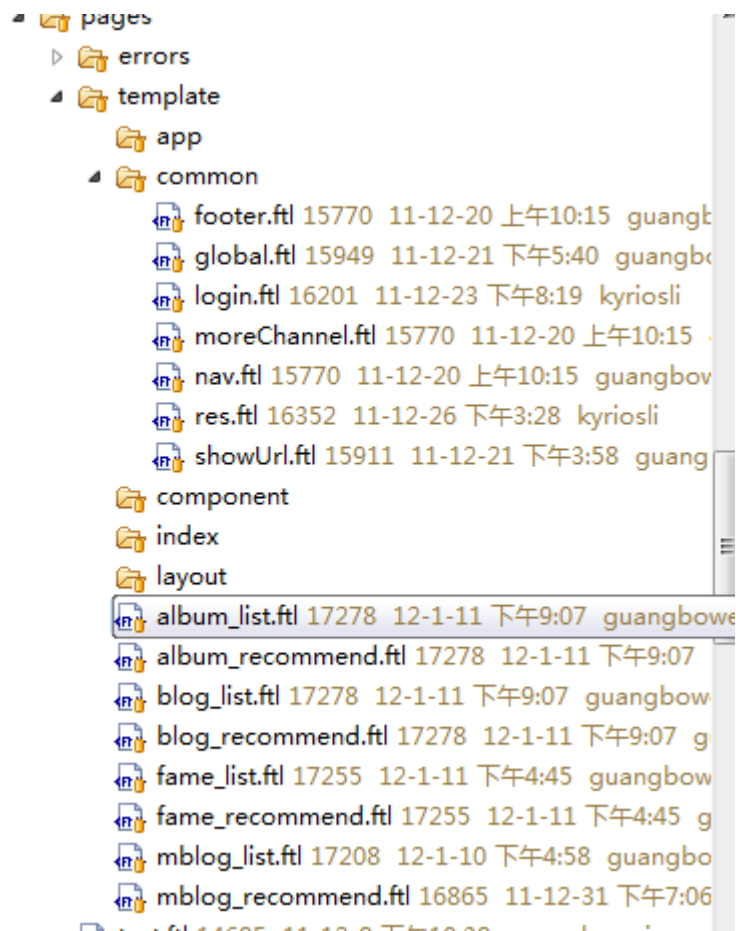 pages
errors
template
app
common
footer.ftl 15770 11-12-20 上午10:15
global.ftl 15949 11-12-21 下午5:40
login.ftl 16201 11-12-23 下午8:19 kyriosli
moreChannel.ftl 15770 11-12-20 上午10:15
nav.ftl 15770 11-12-20 上午10:15 guangbow
res.ftl 16352 11-12-26 下午3:28 kyriosli
showUrl.ftl 15911 11-12-21 下午3:58 guang
component
index
layout
album_list.ftl 17278 12-1-11 下午9:07 guangbowe
album_recommend.ftl 17278 12-1-11 下午9:07
blog_list.ftl 17278 12-1-11 下午9:07 guangbow
blog_recommend.ftl 17278 12-1-11 下午9:07 g
fame_list.ftl 17255 12-1-11 下午4:45 guangbow
fame_recommend.ftl 17255 12-1-11 下午4:45 g
mblog_list.ftl 17208 12-1-10 下午4:58 guangbo
mblog_recommend.ftl 16865 11-12-31 下午7:06